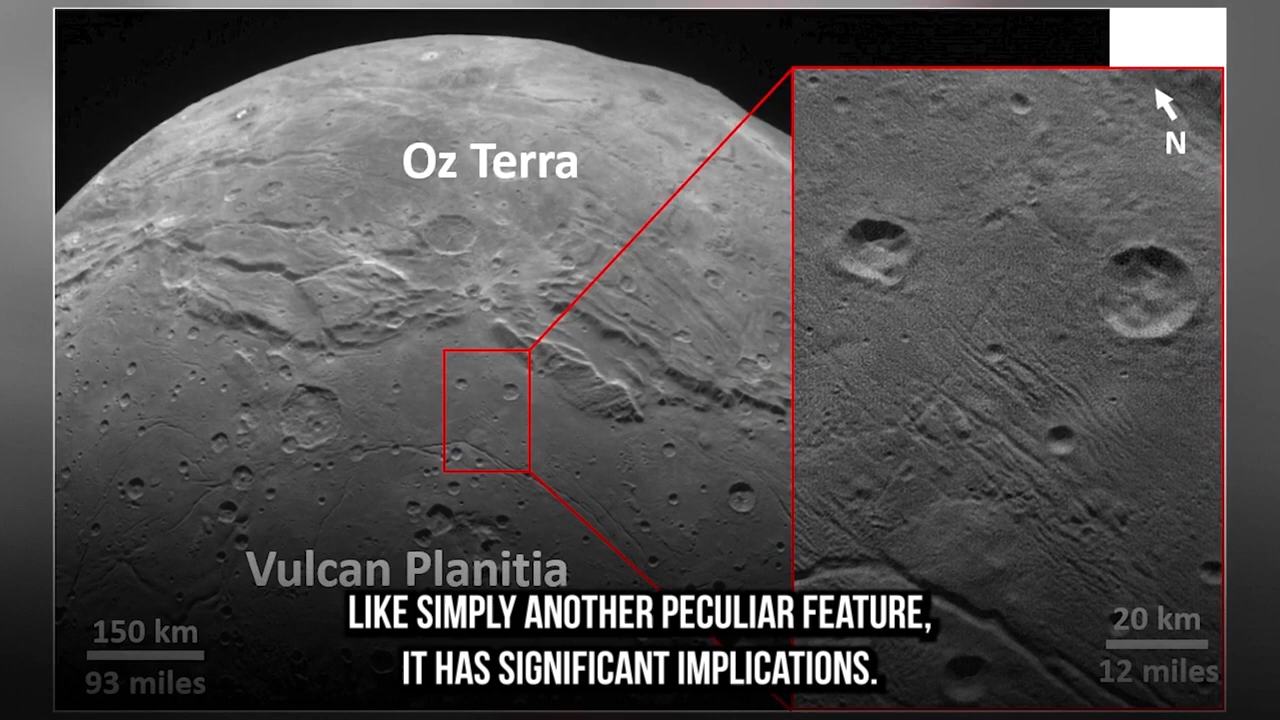 Oz Terra
N
Vulcan Planitia
LIKE SIMPLY ANOTHER PECULIAR FEATURE,
IT HAS SIGNIFICANT IMPLICATIONS.
150 km
93 miles
20 km
12 miles